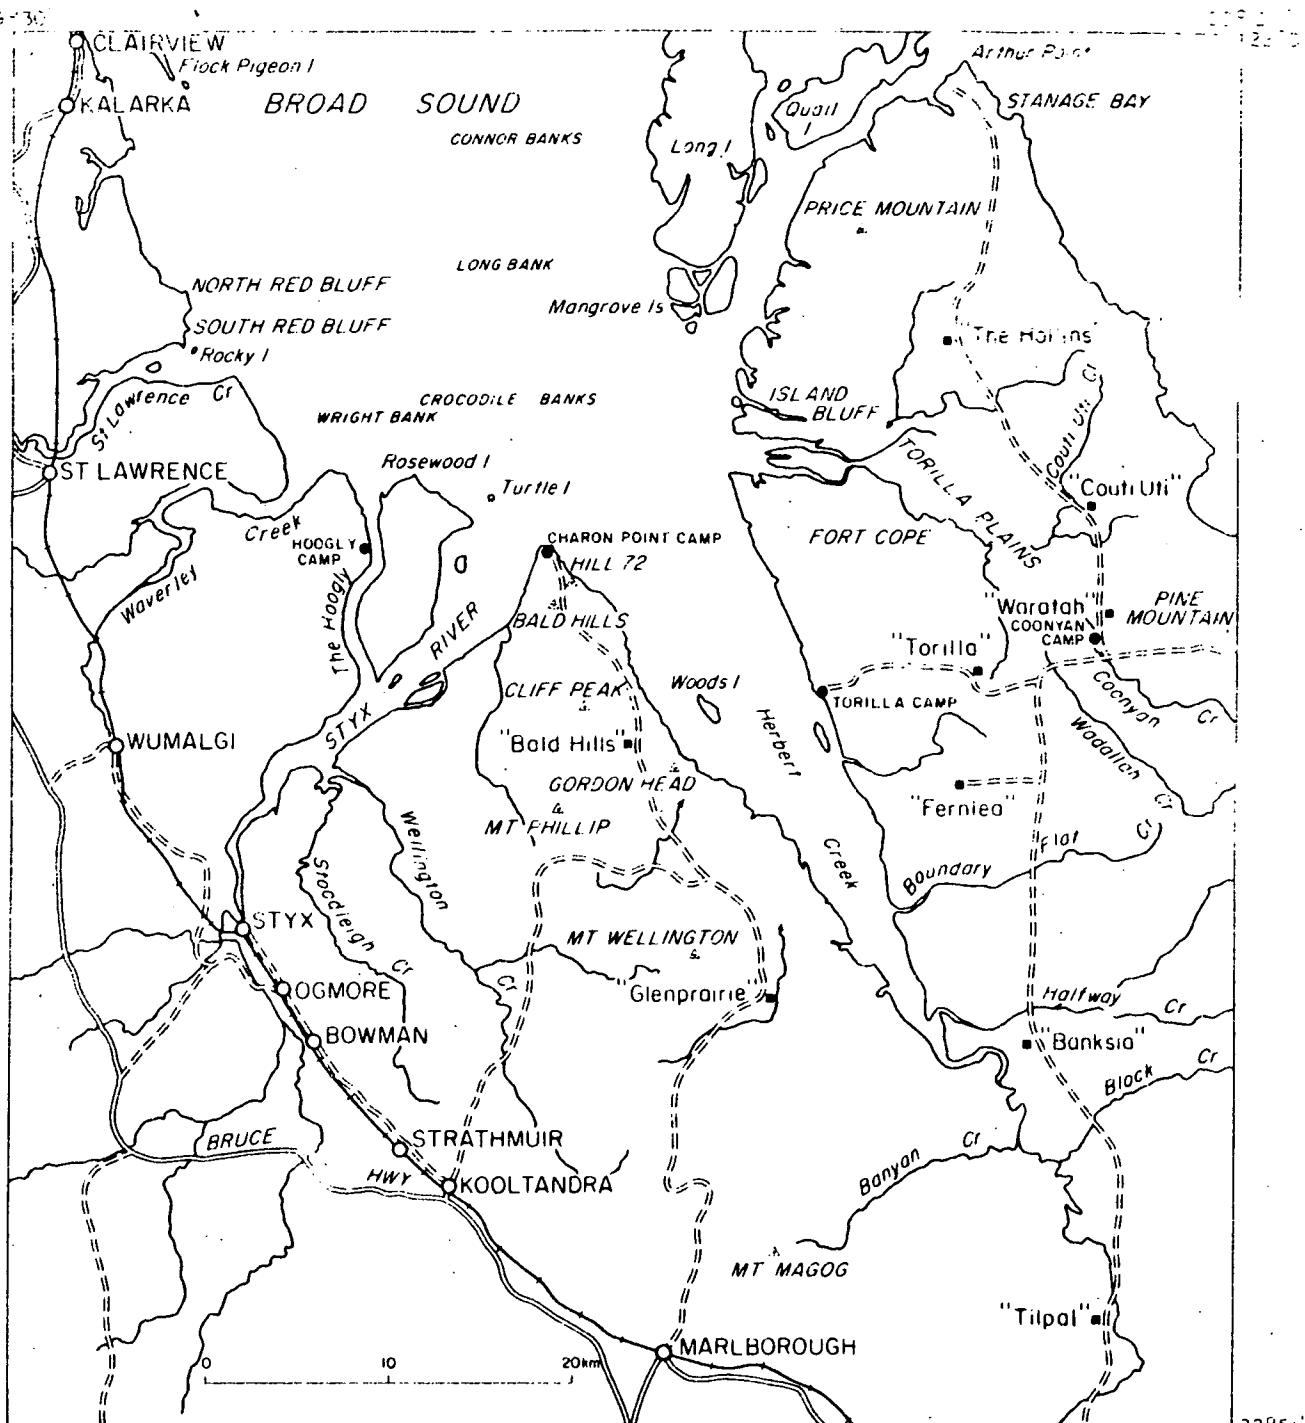 CLAIRVIEW
Flock Pigeon I
Arthur Point
KALARKA
BROAD SOUND
Quail I
STANAGE BAY
CONNOR BANKS
Long I
PRICE MOUNTAIN
LONG BANK
NORTH RED BLUFF
Mangrove Is
SOUTH RED BLUFF
"The Hollins"
Rocky I
St Lawrence Cr
CROCODILE BANKS
WRIGHT BANK
ISLAND BLUFF
Couti Uti Cr
ST LAWRENCE
Rosewood I
Turtle I
TORILLA PLAINS
"Couti Uti"
Waverley Creek
HOOGLY CAMP
CHARON POINT CAMP
HILL 72
FORT COPE
The Hoogly
BALD HILLS
"Waratah"
COONYAN CAMP
PINE MOUNTAIN
STYX RIVER
"Torilla"
CLIFF PEAK
Woods I
TORILLA CAMP
Coonyan Cr
WUMALGI
"Bald Hills"
Herbert Creek
Wadallah Cr
GORDON HEAD
"Ferniea"
MT PHILLIP
Wellington Cr
Boundary Flat Cr
Stoodleigh Cr
STYX
MT WELLINGTON
OGMORE
"Glenprairie"
Halfway Cr
BOWMAN
"Banksia"
Block Cr
BRUCE HWY
STRATHMUIR
Banyan Cr
KOOLTANDRA
MT MAGOG
"Tilpal"
MARLBOROUGH
0 10 20km